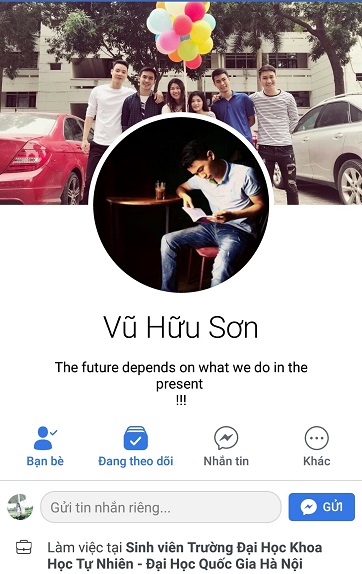 Vũ Hữu Sơn
The future depends on what we do in the
present
!!!
Bạn bè
Đang theo dõi
Nhắn tin
Khác
Gửi tin nhắn riêng...
GỬI
Làm việc tại Sinh viên Trường Đại Học Khoa
Học Tự Nhiên - Đại Học Quốc Gia Hà Nội